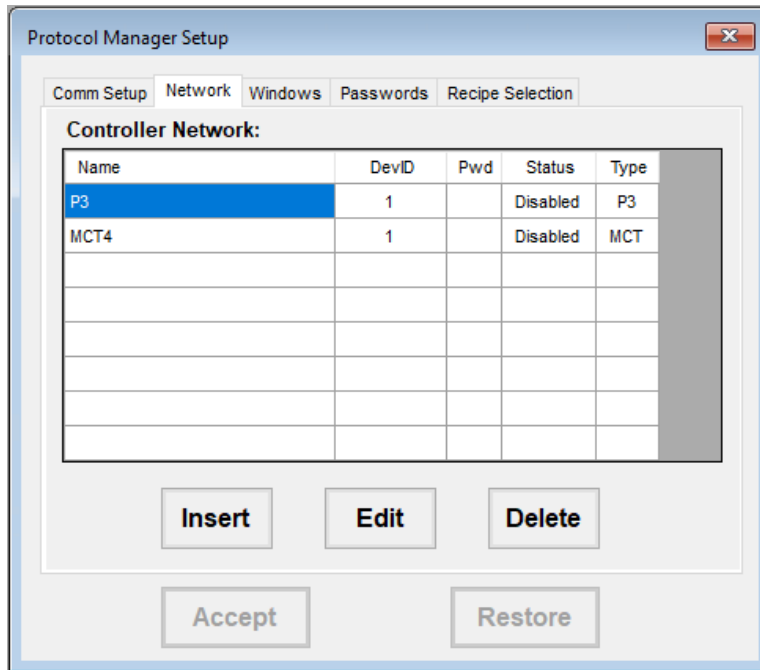 Protocol Manager Setup
Comm Setup Network Windows Passwords Recipe Selection
Controller Network:
Name DevID Pwd Status Type
P3 1 Disabled P3
MCT4 1 Disabled MCT
Insert Edit Delete
Accept Restore